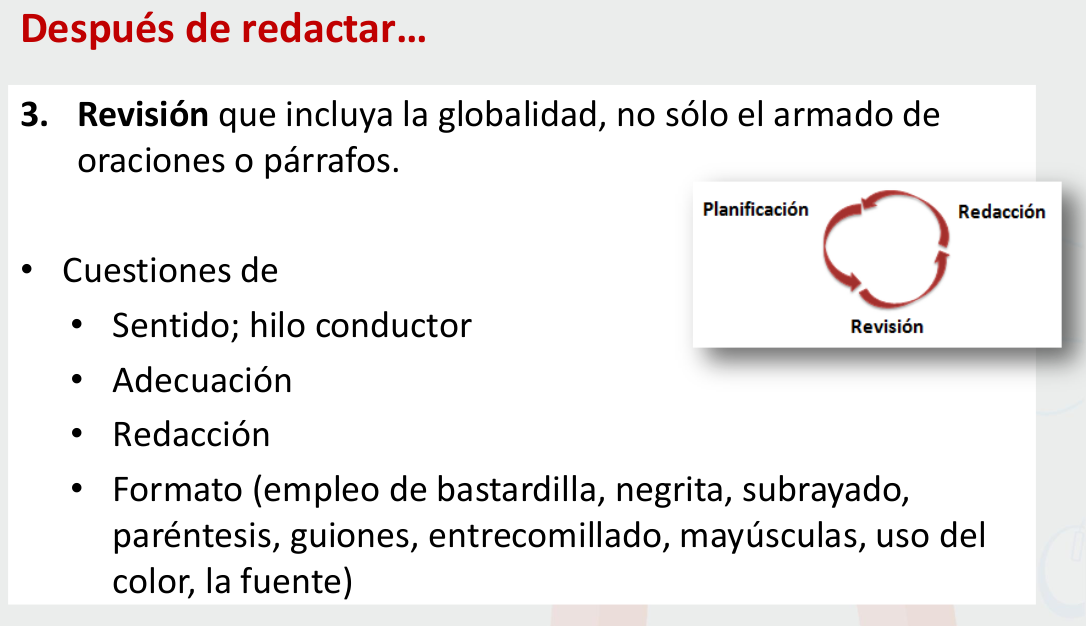 Después de redactar...
3. Revisión que incluya la globalidad, no sólo el armado de
oraciones o párrafos.
Planificación
Redacción
Revisión
• Cuestiones de
• Sentido; hilo conductor
• Adecuación
• Redacción
• Formato (empleo de bastardilla, negrita, subrayado,
paréntesis, guiones, entrecomillado, mayúsculas, uso del
color, la fuente)